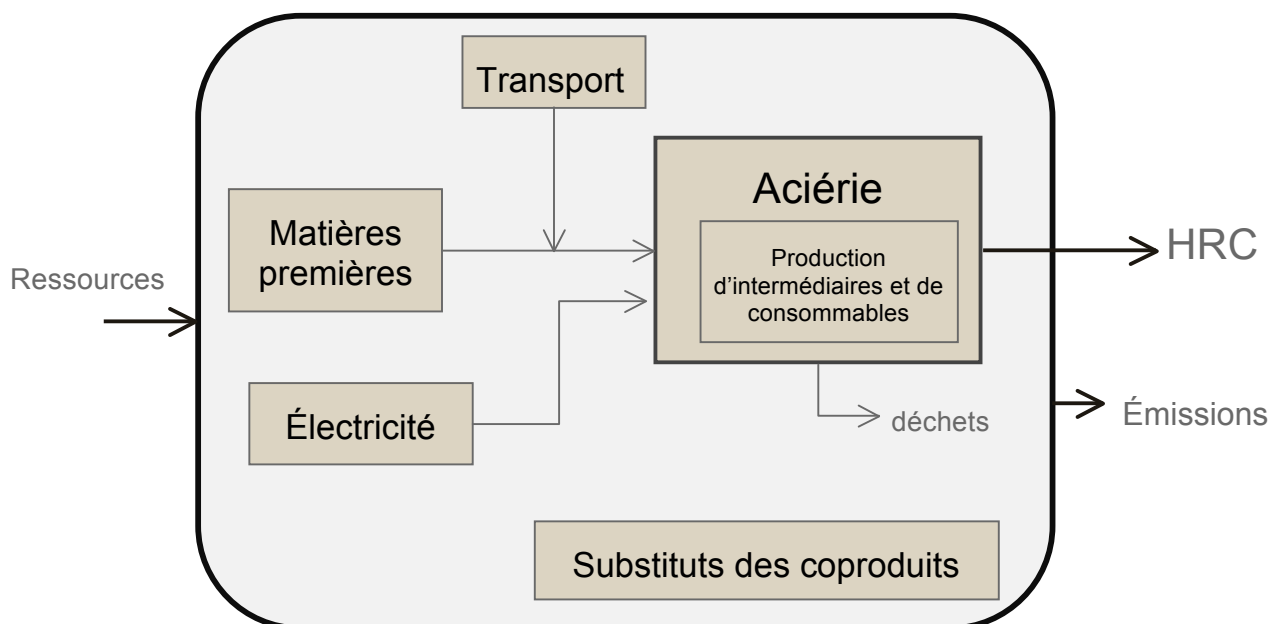 Transport
Aciérie
Matières
premières
Production
d'intermédiaires et de
consommables
HRC
Ressources
Électricité
déchets
Émissions
Substituts des coproduits